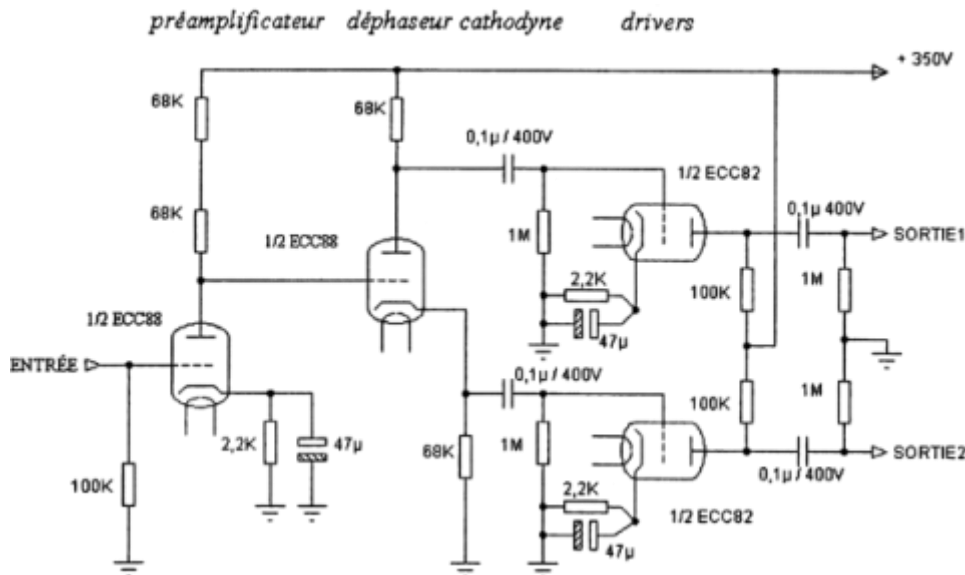 préamplificateur déphaseur cathodyne drivers
+ 350V
68K
68K
0,1µ / 400V
1/2 ECC82
68K
0,1µ 400V
1/2 ECC88
1M
SORTIE1
2,2K
100K
1M
1/2 ECC88
47µ
ENTRÉE
0,1µ / 400V
100K
1M
2,2K
47µ
68K
1M
SORTIE2
0,1µ / 400V
100K
2,2K
1/2 ECC82
47µ